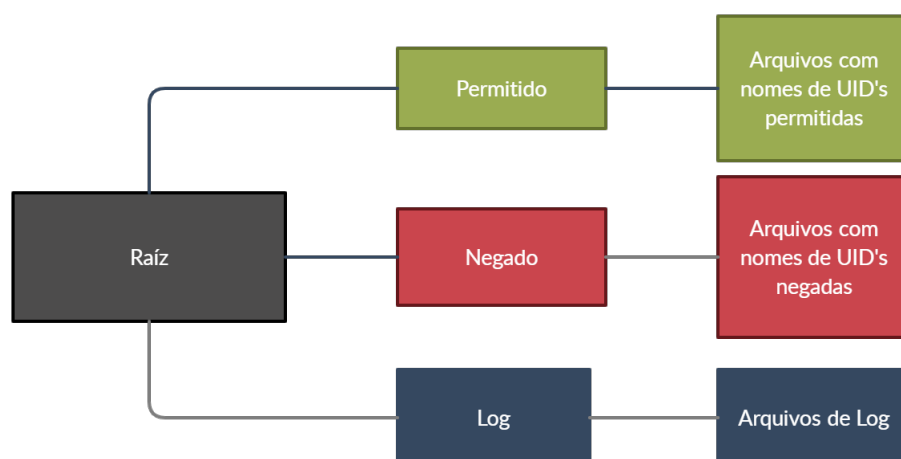 Arquivos com
nomes de UID's
permitidas
Permitido
Raíz
Negado
Arquivos com
nomes de UID's
negadas
Log
Arquivos de Log